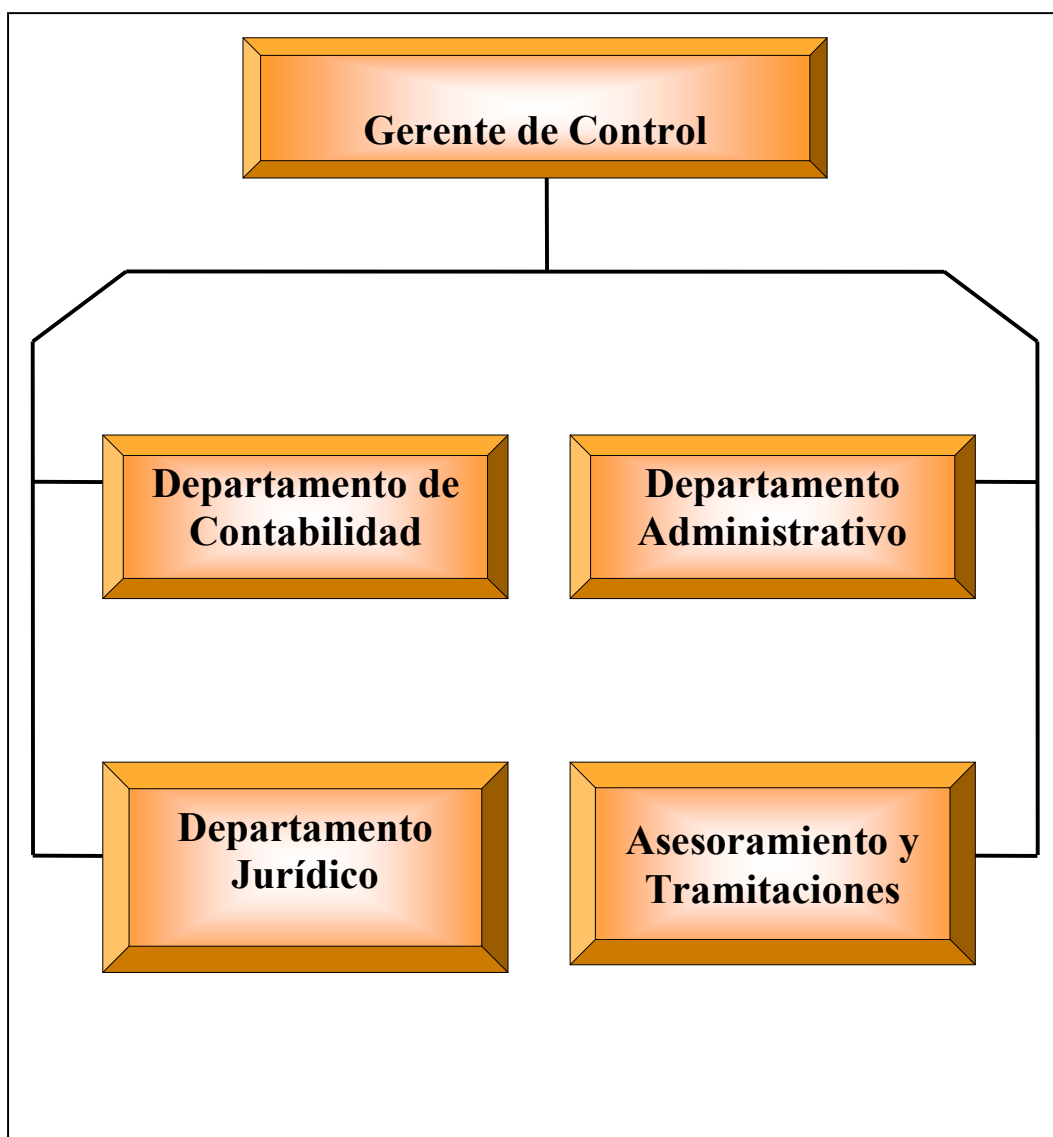 Gerente de Control
Departamento de
Contabilidad
Departamento
Administrativo
Departamento
Jurídico
Asesoramiento y
Tramitaciones